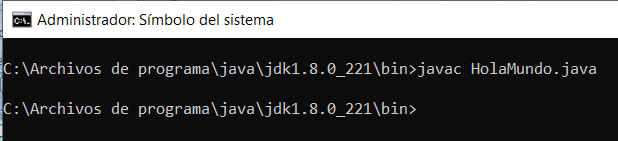 Administrador: Símbolo del sistema
C:\Archivos de programa\java\jdk1.8.0_221\bin>javac HolaMundo.java
C:\Archivos de programa\java\jdk1.8.0_221\bin>